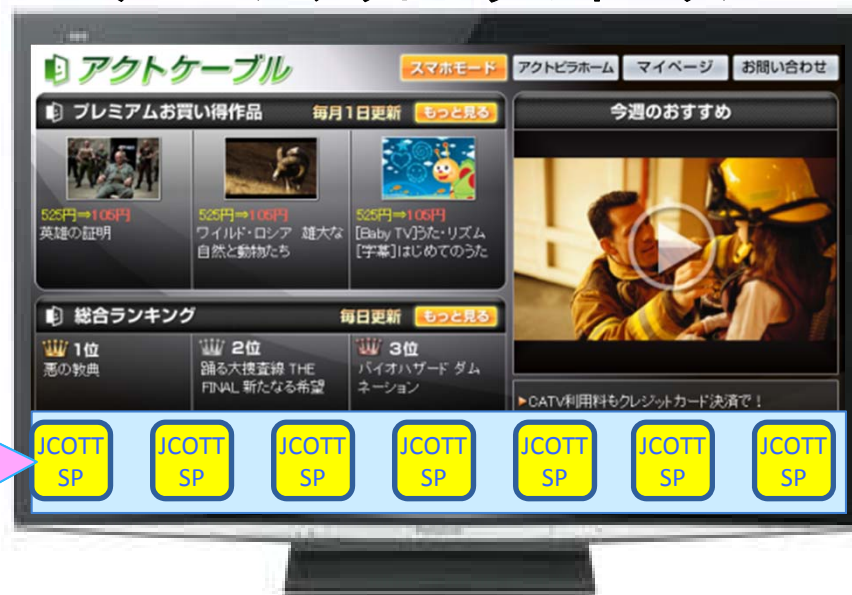 アクトケーブル
スマホモード
アクトビラホーム
マイページ
お問い合わせ
プレミアムお買い得作品
毎月1日更新
もっと見る
525円⇒105円
英雄の証明
525円⇒105円
ワイルド・ロシア 雄大な
自然と動物たち
525円⇒105円
[Baby TV]うた・リズム
[字幕]はじめてのうた
今週のおすすめ
総合ランキング
毎日更新
もっと見る
1位
悪の教典
2位
踊る大捜査線 THE
FINAL 新たなる希望
3位
バイオハザード ダム
ネーション
▶CATV利用料もクレジットカード決済で！
JCOTT
SP
JCOTT
SP
JCOTT
SP
JCOTT
SP
JCOTT
SP
JCOTT
SP
JCOTT
SP